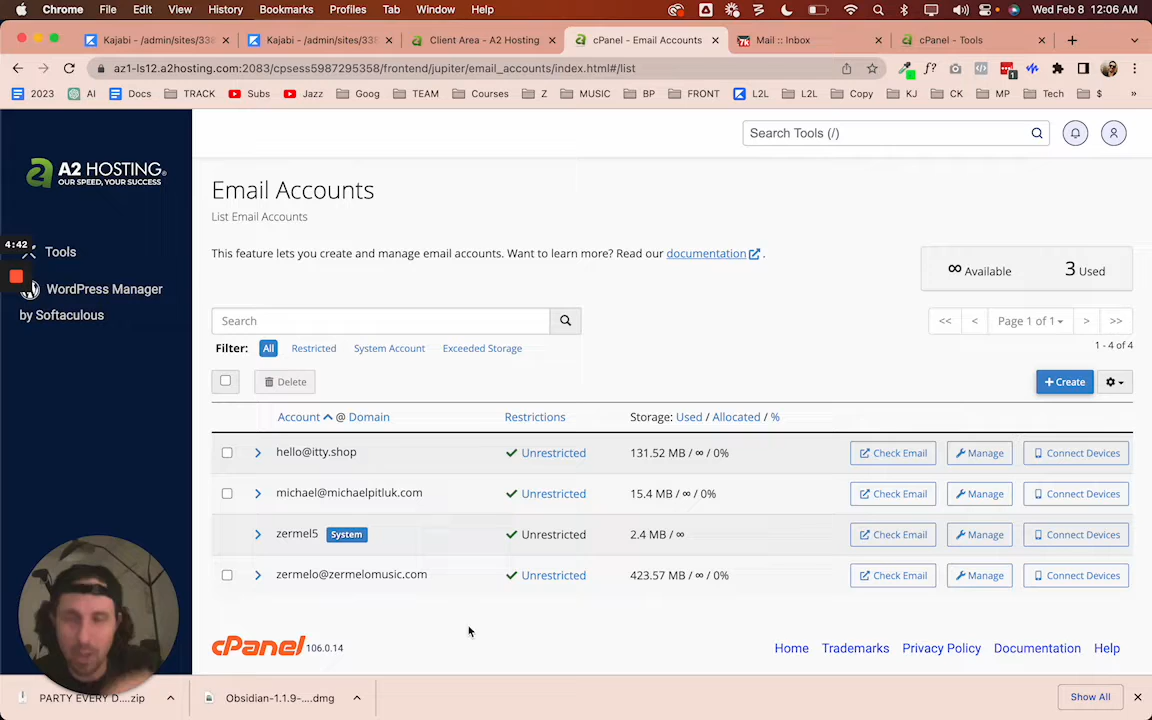 Chrome File Edit View History Bookmarks Profiles Tab Window Help Wed Feb 8 12:06 AM
Kajabi - /admin/sites/338 Kajabi - /admin/sites/338 Client Area - A2 Hosting cPanel - Email Accounts Mail :: Inbox cPanel - Tools
az1-ls12.a2hosting.com:2083/cpsess5987295358/frontend/jupiter/email_accounts/index.html#/list
2023 AI Docs TRACK Subs Jazz Goog TEAM Courses Z MUSIC BP FRONT L2L L2L Copy KJ CK MP Tech $ »
A2 HOSTING
OUR SPEED, YOUR SUCCESS
Search Tools (/)
4:42
Tools
WordPress Manager
by Softaculous
Email Accounts
List Email Accounts
This feature lets you create and manage email accounts. Want to learn more? Read our documentation .
∞ Available 3 Used
Search
<< < Page 1 of 1 > >>
Filter: All Restricted System Account Exceeded Storage
1 - 4 of 4
Delete
+ Create
Account @ Domain Restrictions Storage: Used / Allocated / %
hello@itty.shop Unrestricted 131.52 MB / ∞ / 0% Check Email Manage Connect Devices
michael@michaelpitluk.com Unrestricted 15.4 MB / ∞ / 0% Check Email Manage Connect Devices
zermel5 System Unrestricted 2.4 MB / ∞ Check Email Manage Connect Devices
zermelo@zermelomusic.com Unrestricted 423.57 MB / ∞ / 0% Check Email Manage Connect Devices
cPanel 106.0.14
Home Trademarks Privacy Policy Documentation Help
PARTY EVERY D....zip Obsidian-1.1.9-....dmg Show All